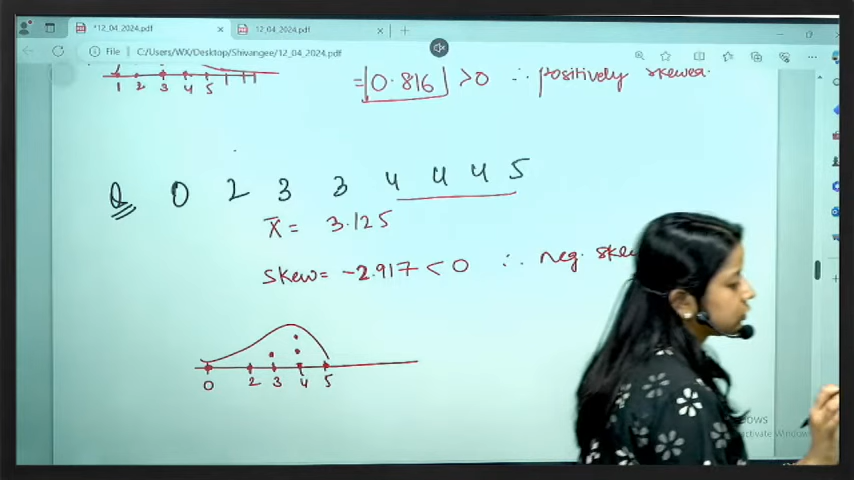 12_04_2024.pdf
12_04_2024.pdf
File C:/Users/WX/Desktop/Shivangee/12_04_2024.pdf
1 2 3 4 5
= 0.816 > 0 ∴ positively skewed.
Q 0 2 3 3 4 4 4 5
x̄ = 3.125
Skew = -2.917 < 0 ∴ neg. ske
0 2 3 4 5